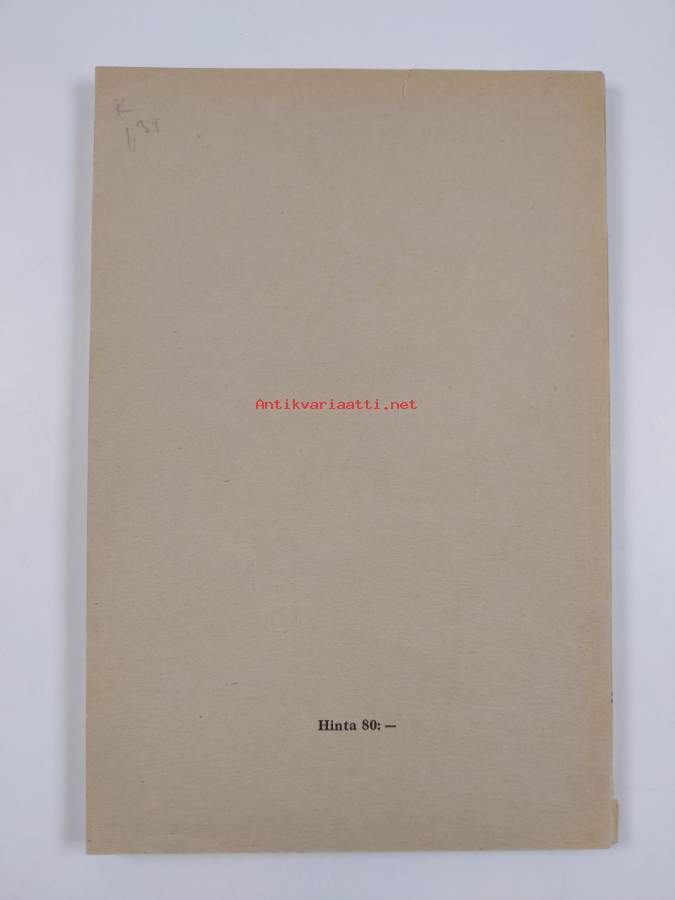 K
Antikvariaatti.net
Hinta 80: —